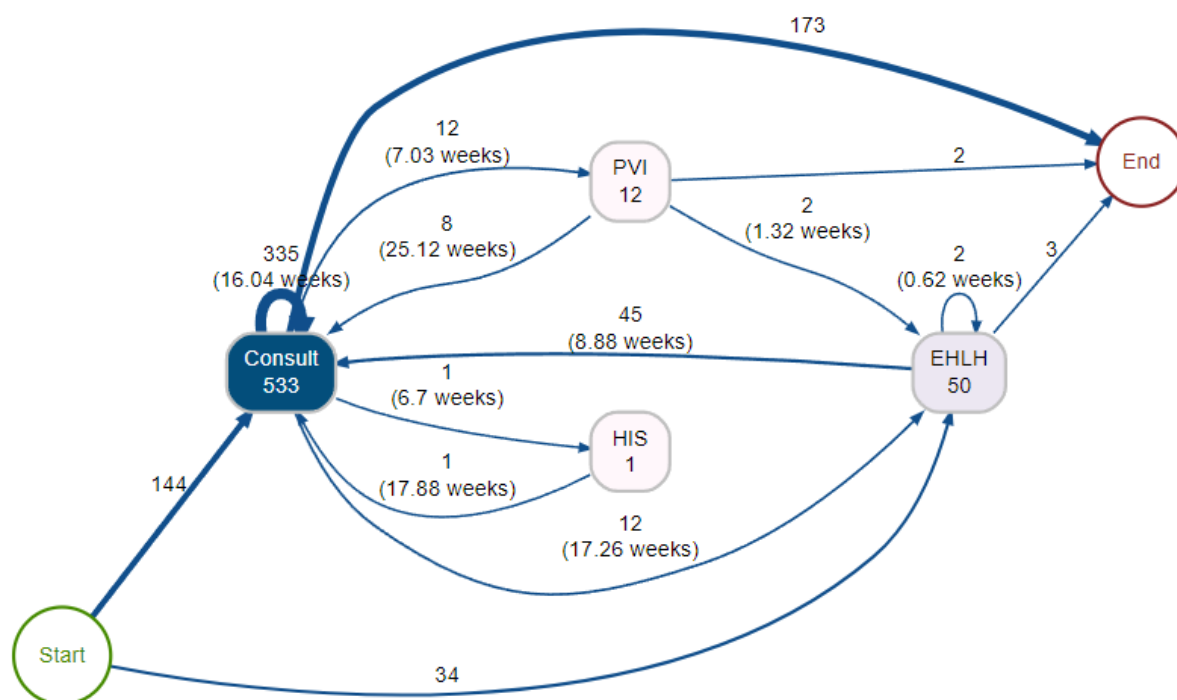 173
12
(7.03 weeks)
PVI
12
2
End
8
(25.12 weeks)
2
(1.32 weeks)
335
(16.04 weeks)
2
(0.62 weeks)
3
45
(8.88 weeks)
Consult
533
EHLH
50
1
(6.7 weeks)
HIS
1
1
(17.88 weeks)
144
12
(17.26 weeks)
Start
34